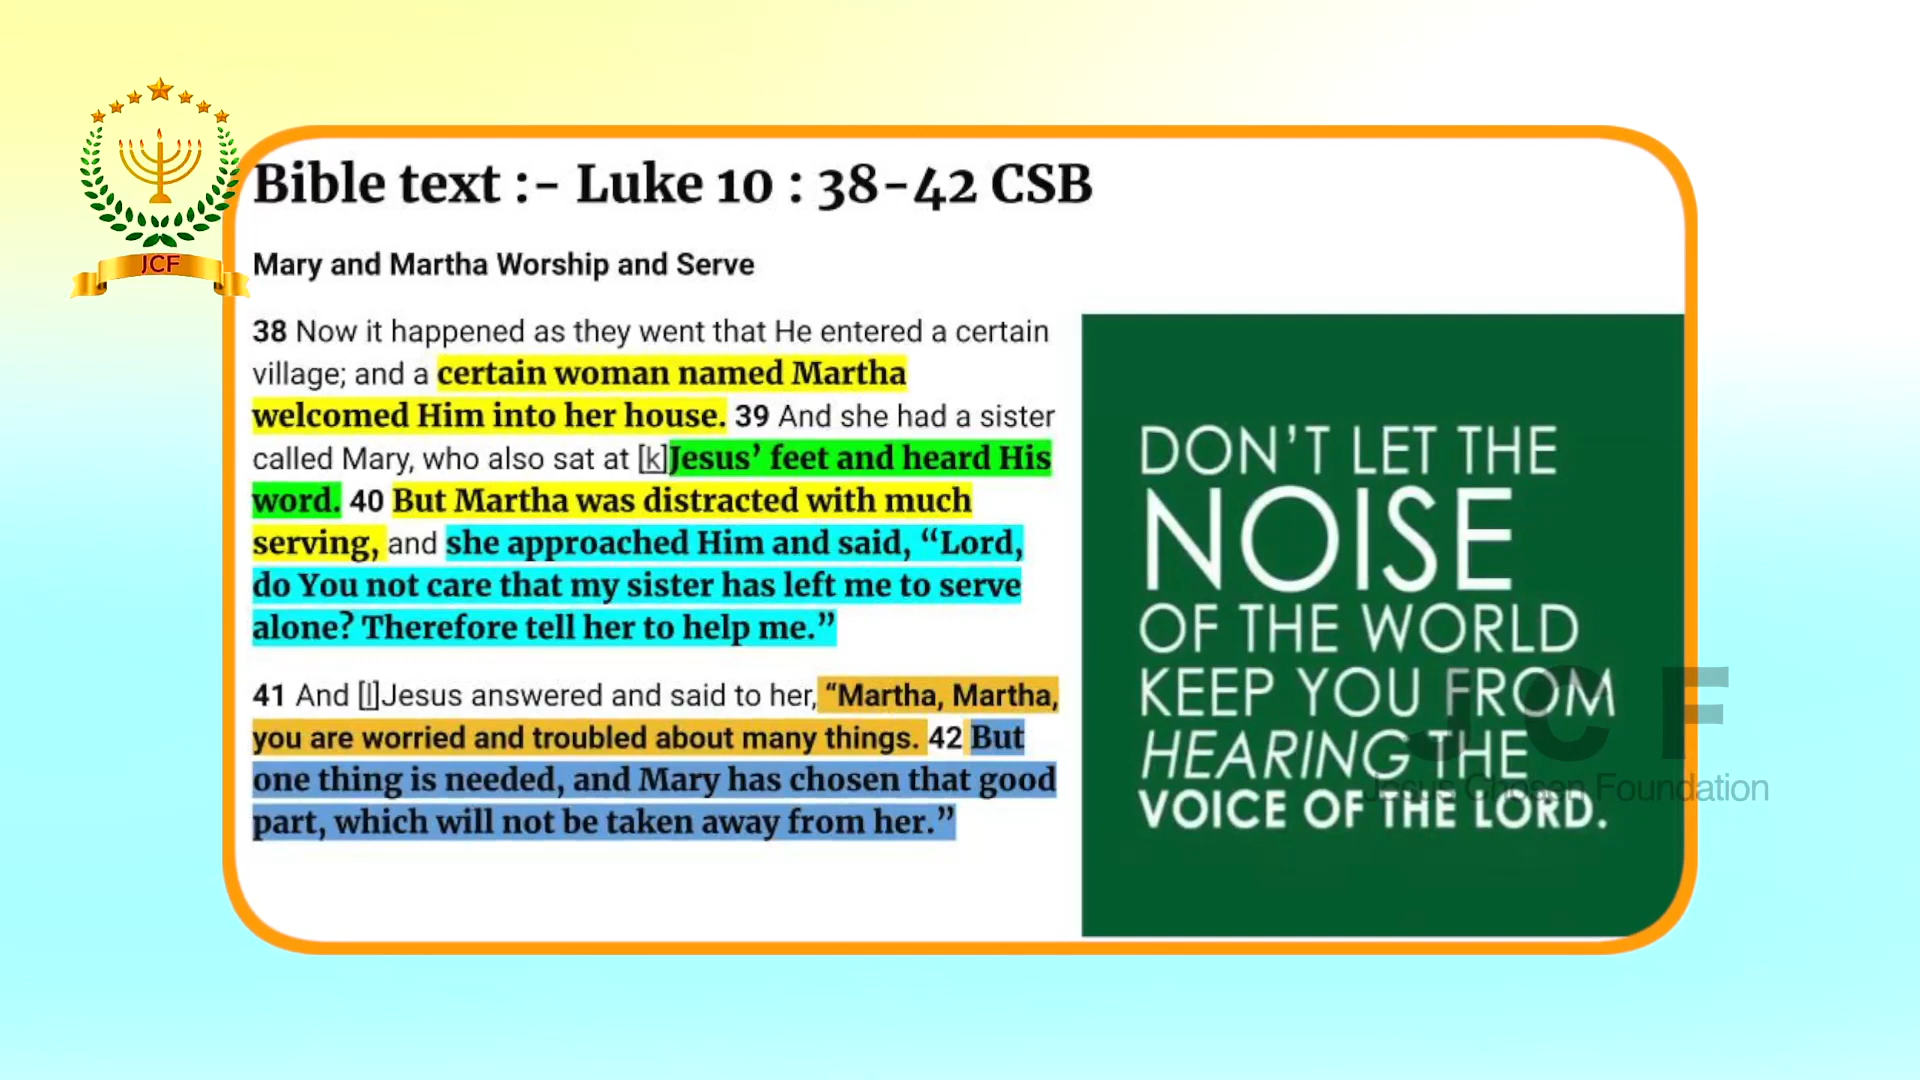 JCF
Bible text :- Luke 10 : 38-42 CSB
Mary and Martha Worship and Serve
38 Now it happened as they went that He entered a certain
village; and a certain woman named Martha
welcomed Him into her house. 39 And she had a sister
called Mary, who also sat at [k]Jesus’ feet and heard His
word. 40 But Martha was distracted with much
serving, and she approached Him and said, “Lord,
do You not care that my sister has left me to serve
alone? Therefore tell her to help me.”
41 And [l]Jesus answered and said to her, “Martha, Martha,
you are worried and troubled about many things. 42 But
one thing is needed, and Mary has chosen that good
part, which will not be taken away from her.”
DON’T LET THE
NOISE
OF THE WORLD
KEEP YOU FROM
HEARING THE
VOICE OF THE LORD.
JCF
Jesus Chosen Foundation